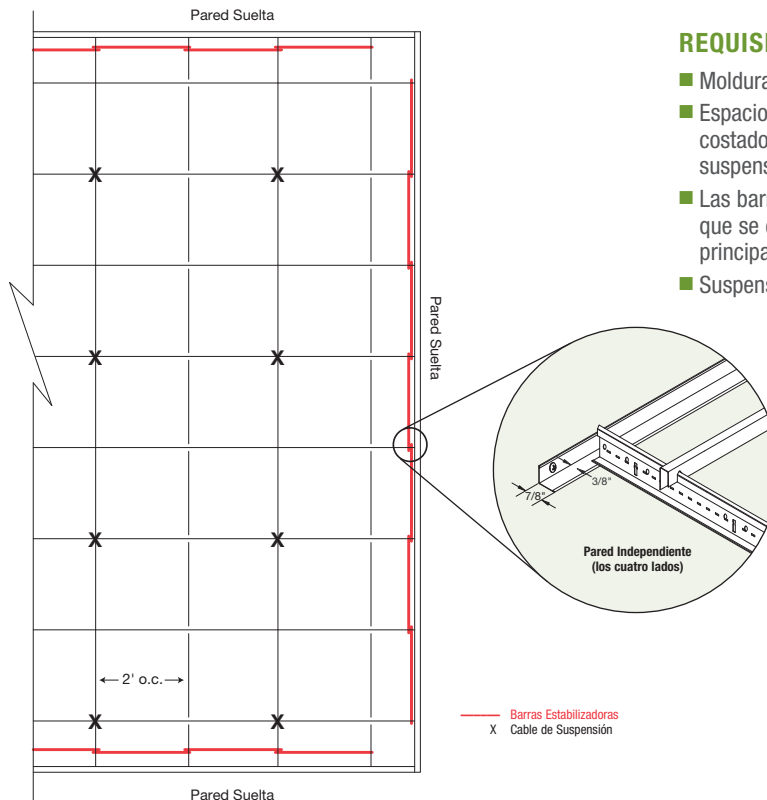 Pared Suelta
REQUISI
Moldura
Espacio
costado
suspens
Las barr
que se
principa
Suspens
Pared Suelta
3/8"
7/8"
Pared Independiente
(los cuatro lados)
2' o.c.
Barras Estabilizadoras
X Cable de Suspensión
Pared Suelta
X
X
X
X
X
X
X
X